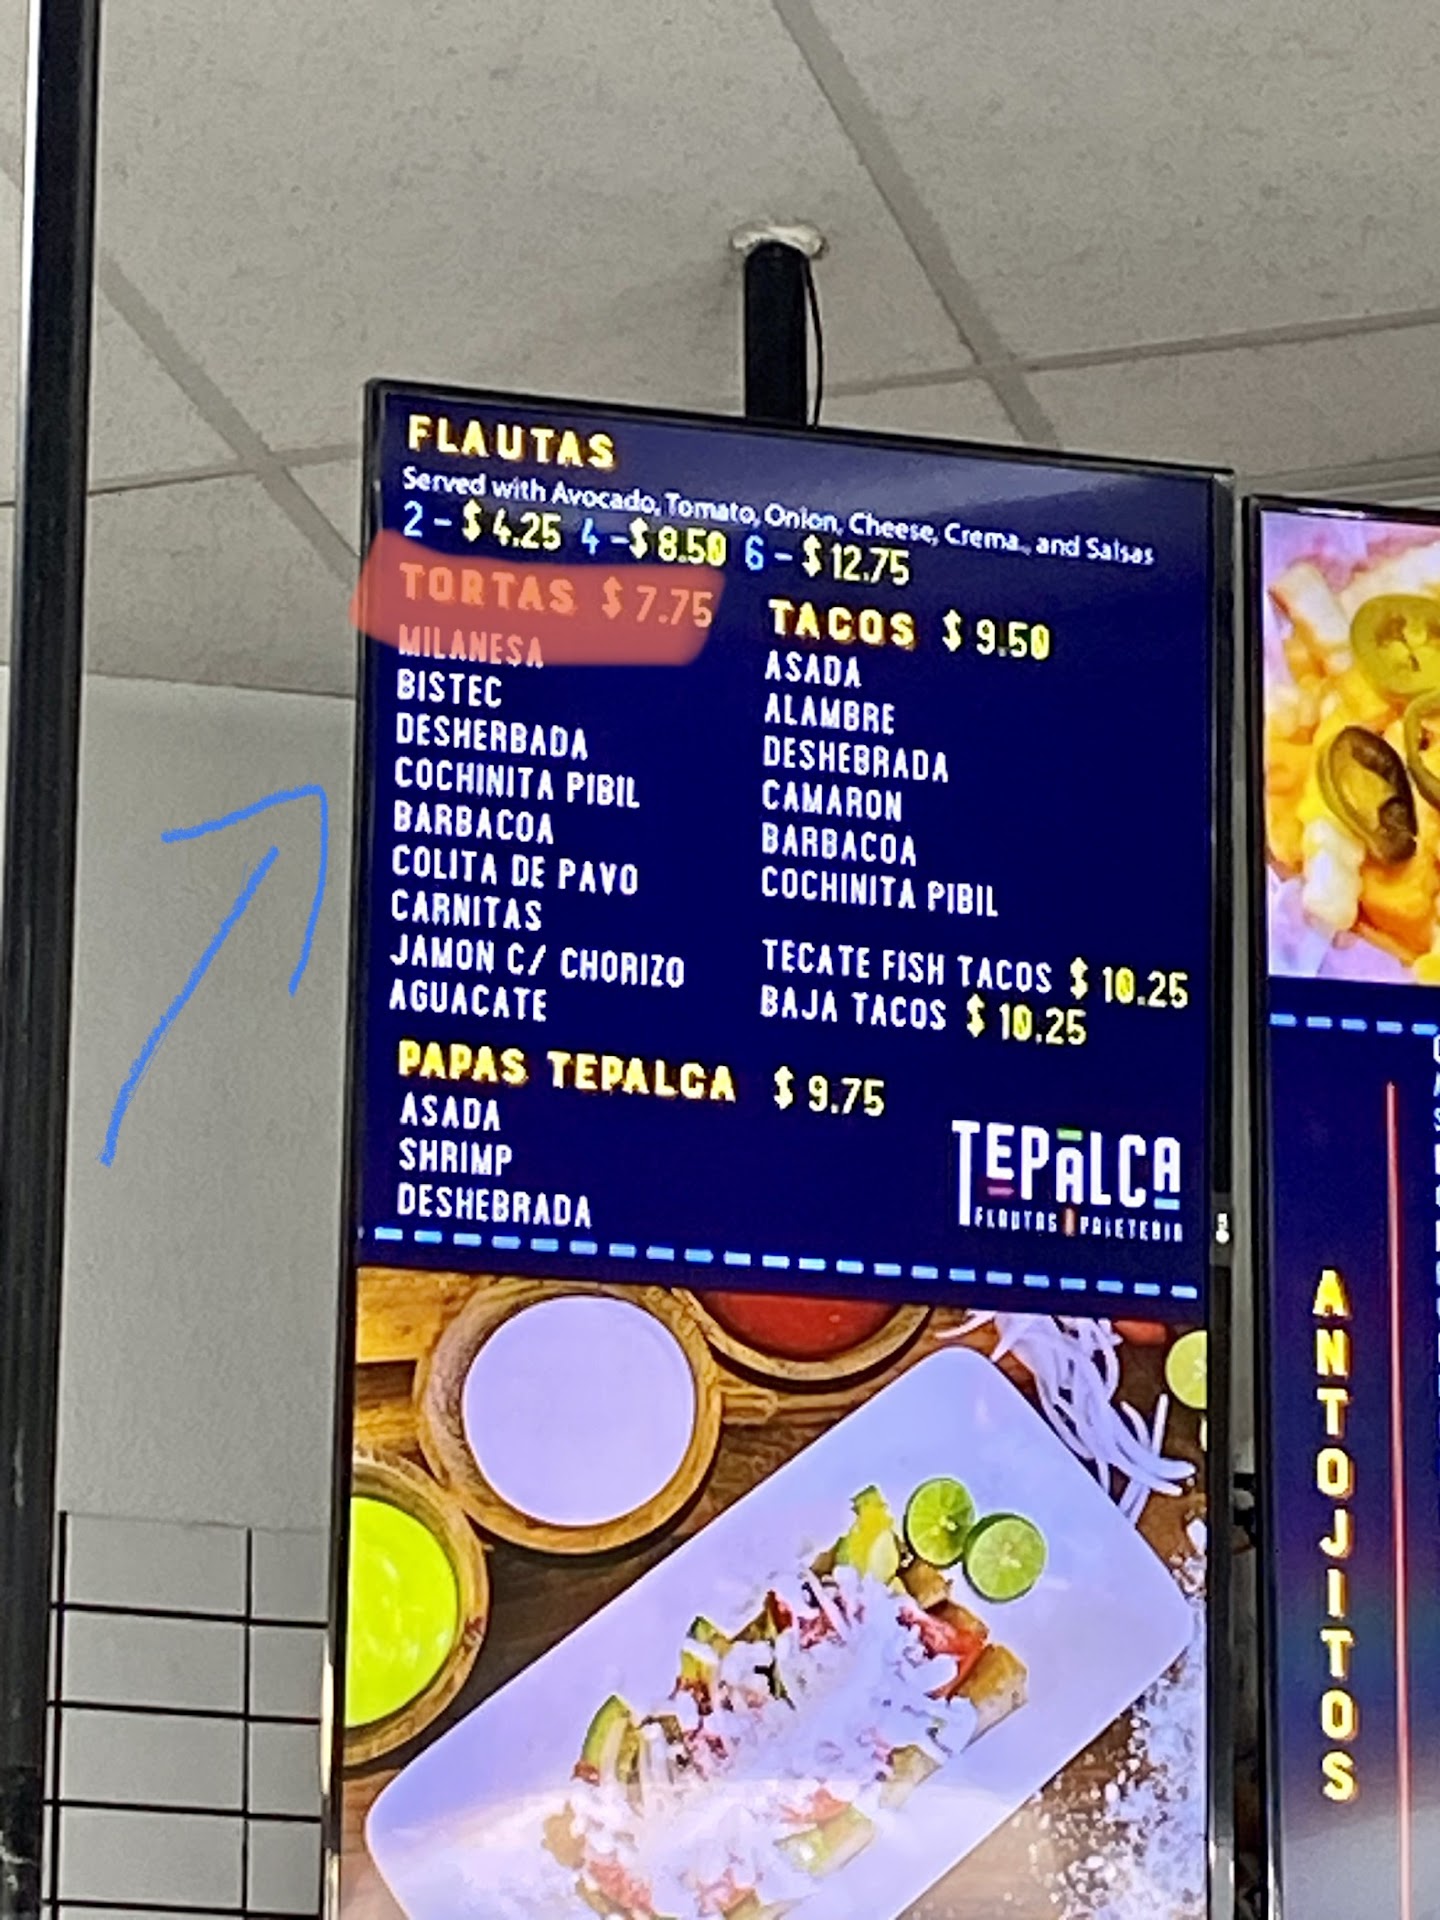 FLAUTAS
Served with Avocado, Tomato, Onion, Cheese, Crema., and Salsas
2 - $ 4.25 4 - $ 8.50 6 - $ 12.75
TORTAS $ 7.75
MILANESA
BISTEC
DESHERBADA
COCHINITA PIBIL
BARBACOA
COLITA DE PAVO
CARNITAS
JAMON C/ CHORIZO
AGUACATE
TACOS $ 9.50
ASADA
ALAMBRE
DESHEBRADA
CAMARON
BARBACOA
COCHINITA PIBIL
TECATE FISH TACOS $ 10.25
BAJA TACOS $ 10.25
PAPAS TEPALCA $ 9.75
ASADA
SHRIMP
DESHEBRADA
TEPALCA
FLAUTAS PALETERIA
ANTOJITOS